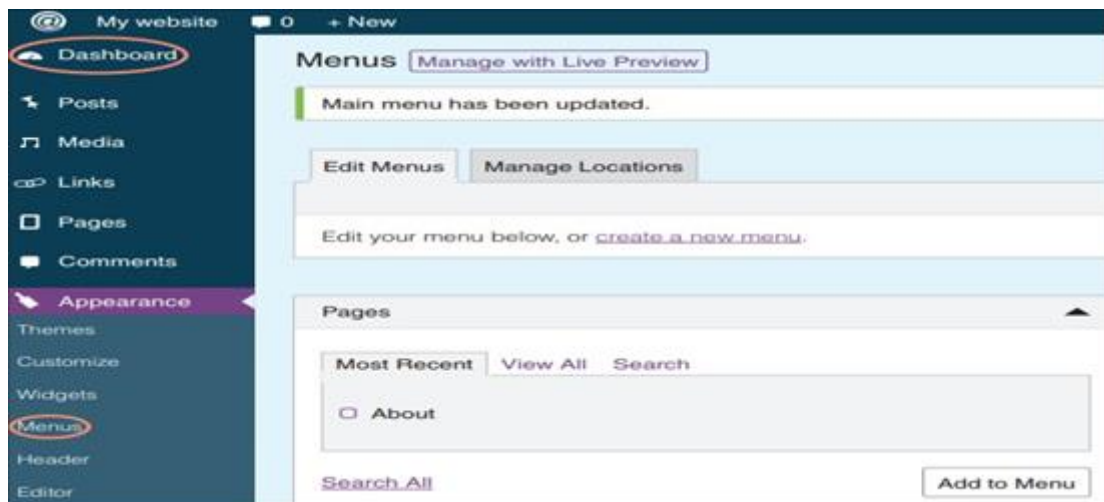 My website 0 + New
Dashboard
Posts
Media
Links
Pages
Comments
Appearance
Themes
Customize
Widgets
Menus
Header
Editor
Menus Manage with Live Preview
Main menu has been updated.
Edit Menus Manage Locations
Edit your menu below, or create a new menu.
Pages
Most Recent View All Search
About
Search All Add to Menu